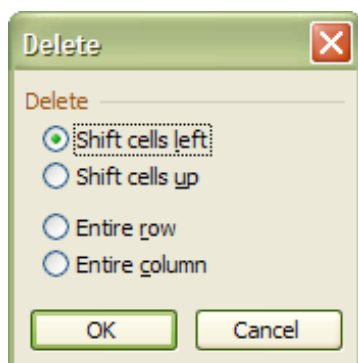 Delete
Delete
Shift cells left
Shift cells up
Entire row
Entire column
OK Cancel